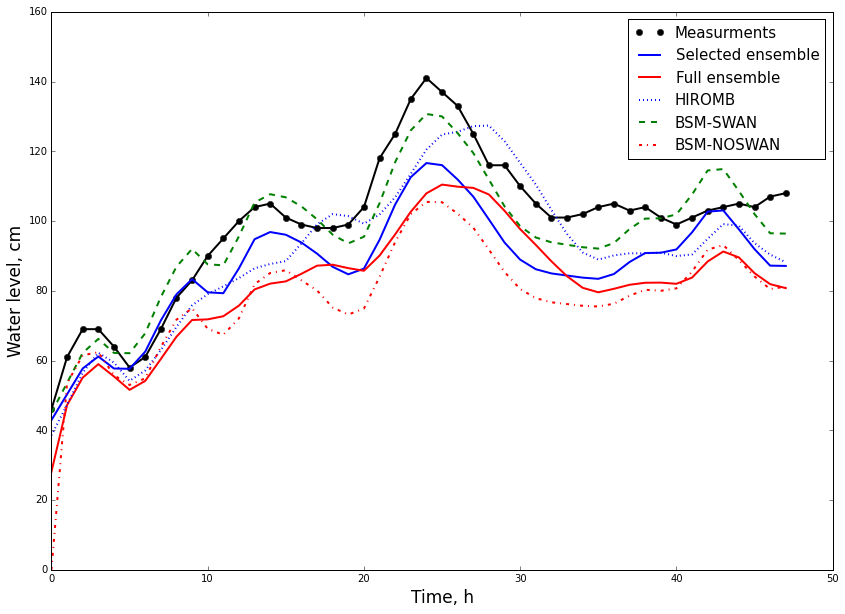 160
140
120
100
80
60
40
20
0
0
10
20
30
40
50
Water level, cm
Time, h
Measurments
Selected ensemble
Full ensemble
HIROMB
BSM-SWAN
BSM-NOSWAN